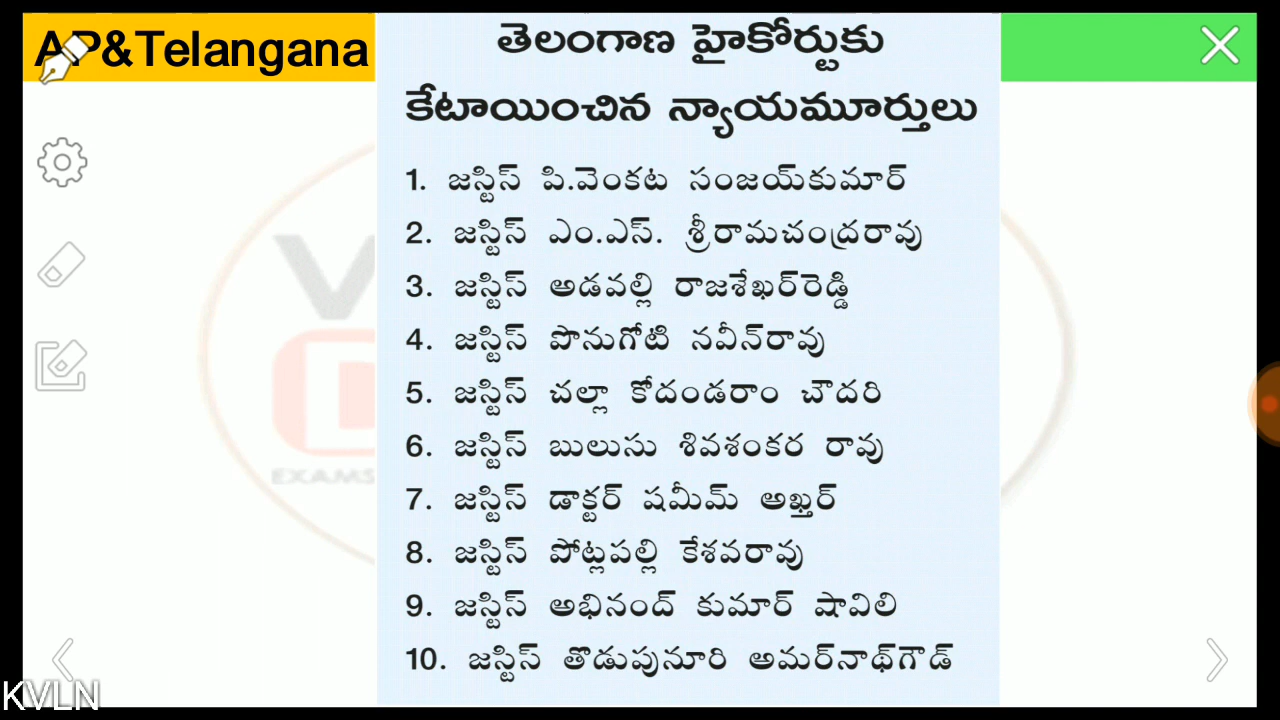 AP&Telangana
తెలంగాణ హైకోర్టుకు
కేటాయించిన న్యాయమూర్తులు
1. జస్టిస్ పి.వెంకట సంజయ్‌కుమార్
2. జస్టిస్ ఎం.ఎస్. శ్రీరామచంద్రరావు
3. జస్టిస్ అడవల్లి రాజశేఖర్‌రెడ్డి
4. జస్టిస్ పొనుగోటి నవీన్‌రావు
5. జస్టిస్ చల్లా కోదండరాం చౌదరి
6. జస్టిస్ బులుసు శివశంకర రావు
7. జస్టిస్ డాక్టర్ షమీమ్ అఖ్తర్
8. జస్టిస్ పోట్లపల్లి కేశవరావు
9. జస్టిస్ అభినంద్ కుమార్ షావిలి
10. జస్టిస్ తొడుపునూరి అమర్‌నాథ్‌గౌడ్
EXAMS
KVLN